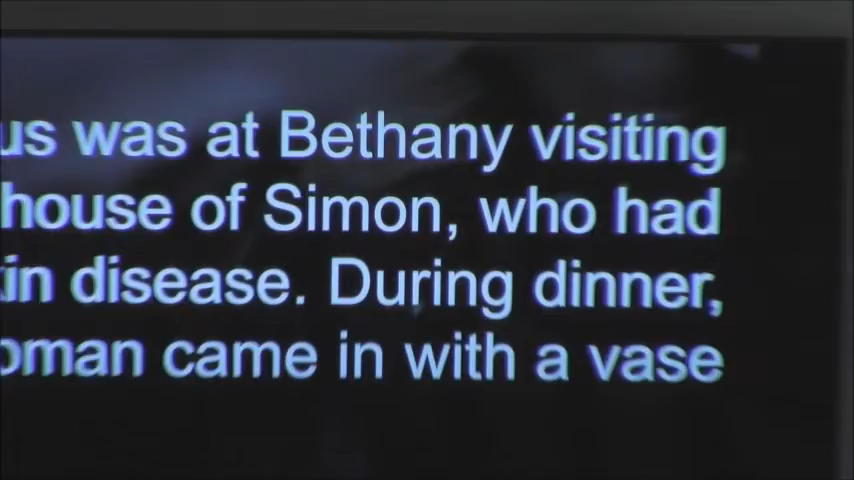 us was at Bethany visiting
house of Simon, who had
in disease. During dinner,
oman came in with a vase